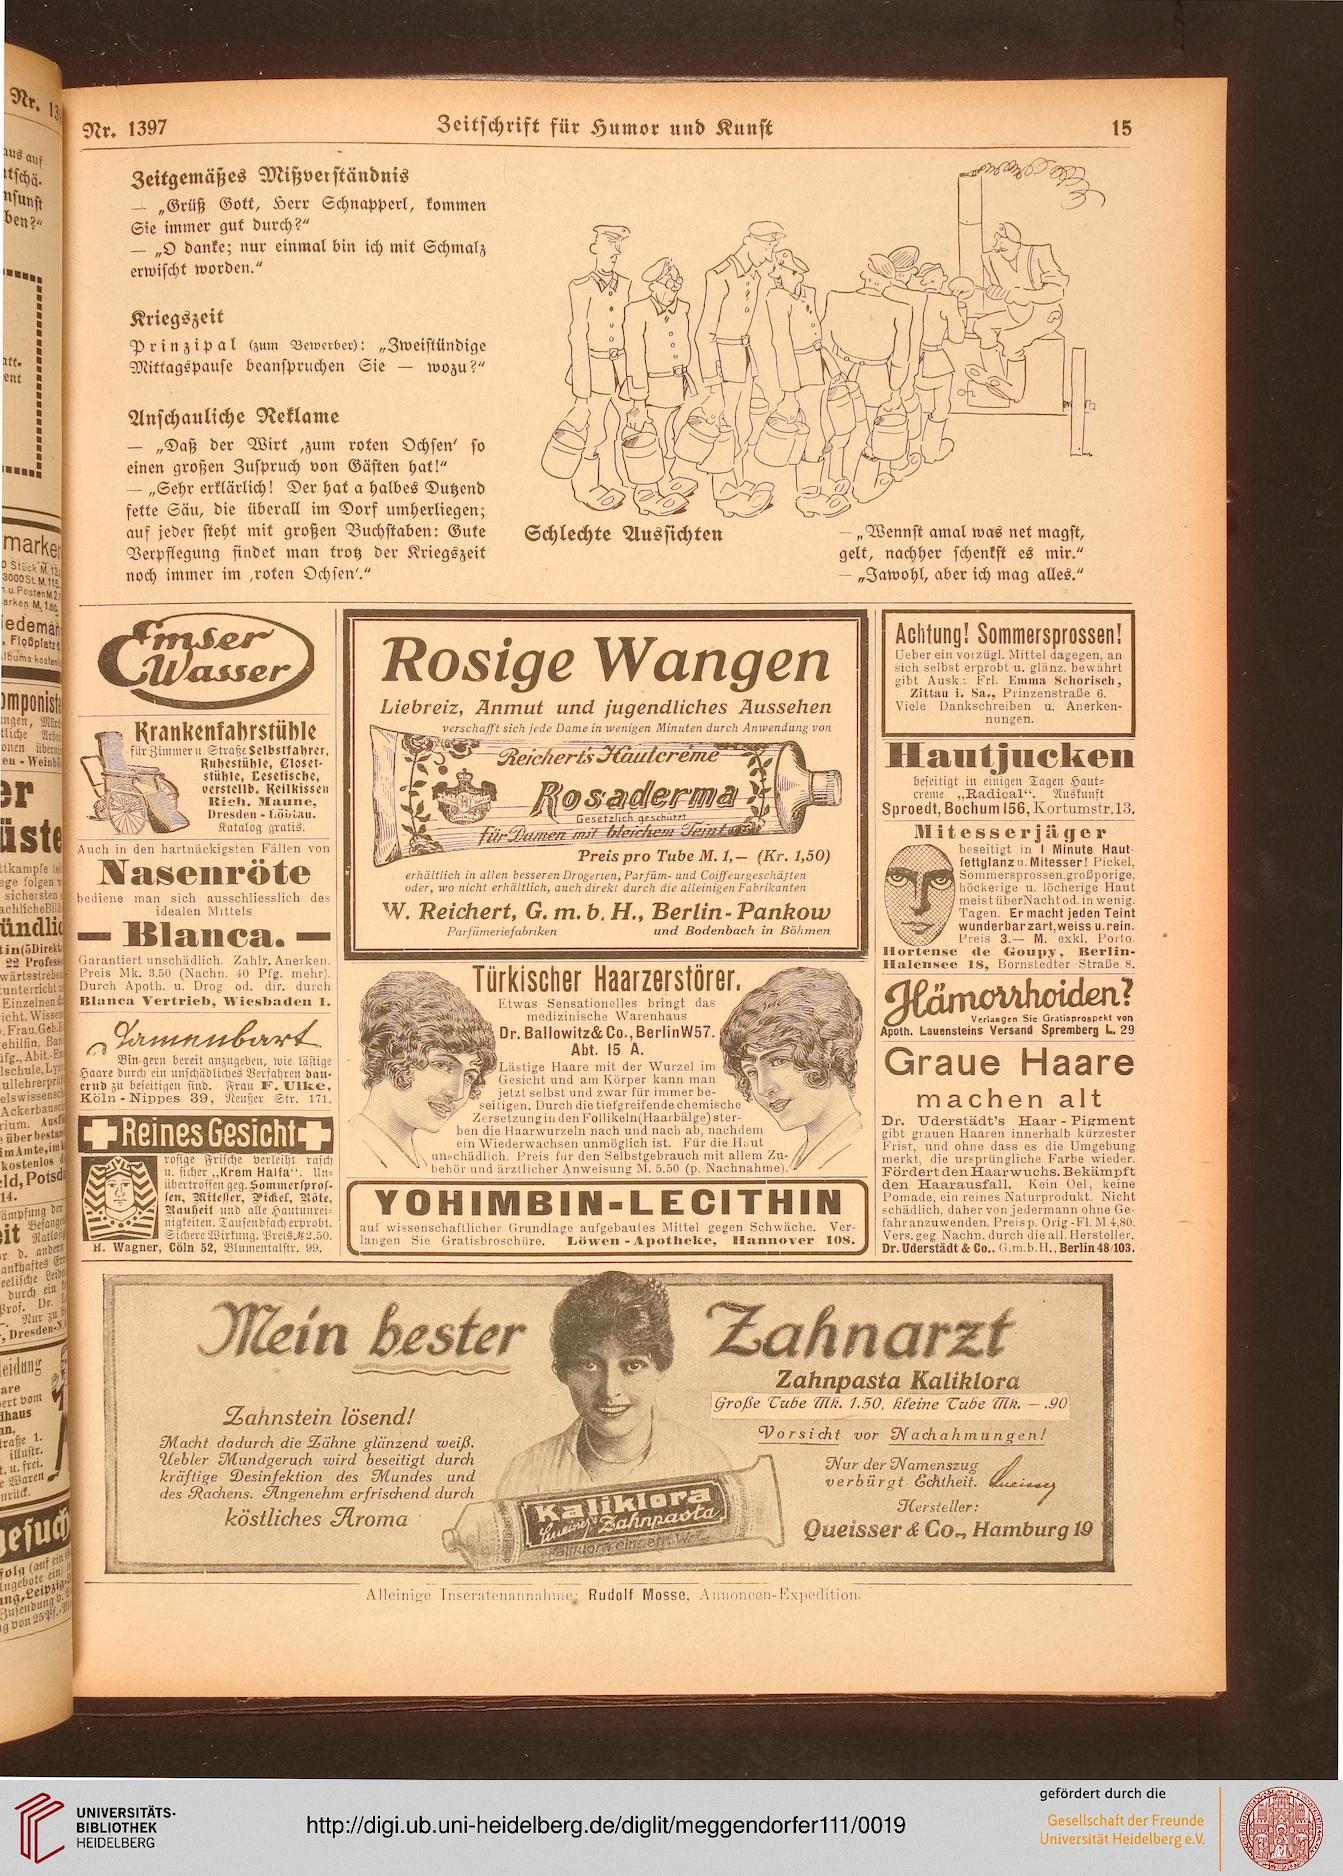 Nr. 1397
Zeitschrift für Humor und Kunst
15
Zeitgemäßes Mißverständnis
— „Grüß Gott, Herr Schnapperl, kommen
Sie immer gut durch?“
— „O danke; nur einmal bin ich mit Schmalz
erwischt worden.“
Kriegszeit
Prinzipal (zum Bewerber): „Zweistündige
Mittagspause beanspruchen Sie — wozu?“
Anschauliche Reklame
— „Daß der Wirt ‚zum roten Ochsen‘ so
einen großen Zuspruch von Gästen hat!“
— „Sehr erklärlich! Der hat a halbes Dutzend
fette Säu, die überall im Dorf umherliegen;
auf jeder steht mit großen Buchstaben: Gute
Verpflegung findet man trotz der Kriegszeit
noch immer im ‚roten Ochsen‘.“
Schlechte Aussichten
— „Wennst amal was net magst,
gelt, nachher schenkst es mir.“
— „Jawohl, aber ich mag alles.“
Emser
Wasser
Krankenfahrstühle
für Zimmer u. Straße Selbstfahrer,
Ruhestühle, Closet-
stühle, Lesetische,
verstellb. Keilkissen
Rich. Maune,
Dresden - Löbtau.
Katalog gratis.
Auch in den hartnäckigsten Fällen von
Nasenröte
bediene man sich ausschliesslich des
idealen Mittels
— Blanca. —
Garantiert unschädlich. Zahlr. Anerken.
Preis Mk. 3.50 (Nachn. 40 Pfg. mehr).
Durch Apoth. u. Drog od. dir. durch
Blanca Vertrieb, Wiesbaden 1.
Damenbart
Bin gern bereit anzugeben, wie lästige
Haare durch ein unschädliches Verfahren dau-
ernd zu beseitigen sind. Frau F. Ulke,
Köln - Nippes 39, Neußer Str. 171.
Reines Gesicht
rosige Frische verleiht rasch
u. sicher „Krem Halfa“. Un-
übertroffen geg. Sommerspros-
sen, Mitesser, Pickel, Röte,
Rauheit und alle Hautunrei-
nigkeiten. Tausendfach erprobt.
Sichere Wirkung. Preis M 2.50.
H. Wagner, Cöln 52, Blumentalstr. 99.
Rosige Wangen
Liebreiz, Anmut und jugendliches Aussehen
verschafft sich jede Dame in wenigen Minuten durch Anwendung von
Reichert's Hautcrême
Rosaderma
Gesetzlich geschützt
für Damen mit bleichem Teint
Preis pro Tube M. 1,— (Kr. 1,50)
erhältlich in allen besseren Drogerien, Parfüm- und Coiffeurgeschäften
oder, wo nicht erhältlich, auch direkt durch die alleinigen Fabrikanten
W. Reichert, G. m. b. H., Berlin-Pankow
Parfümeriefabriken und Bodenbach in Böhmen
Türkischer Haarzerstörer.
Etwas Sensationelles bringt das
medizinische Warenhaus
Dr. Ballowitz & Co., Berlin W 57.
Abt. 15 A.
Lästige Haare mit der Wurzel im
Gesicht und am Körper kann man
jetzt selbst und zwar für immer be-
seitigen. Durch die tiefgreifende chemische
Zersetzung in den Follikeln (Haarbälge) ster-
ben die Haarwurzeln nach und nach ab, nachdem
ein Wiederwachsen unmöglich ist. Für die Haut
unschädlich. Preis für den Selbstgebrauch mit allem Zu-
behör und ärztlicher Anweisung M. 5.50 (p. Nachnahme).
YOHIMBIN-LECITHIN
auf wissenschaftlicher Grundlage aufgebautes Mittel gegen Schwäche. Ver-
langen Sie Gratisbroschüre. Löwen - Apotheke, Hannover 108.
Achtung! Sommersprossen!
Ueber ein vorzügl. Mittel dagegen, an
sich selbst erprobt u. glänz. bewährt
gibt Ausk.: Frl. Emma Schorisch,
Zittau i. Sa., Prinzenstraße 6.
Viele Dankschreiben u. Anerken-
nungen.
Hautjucken
beseitigt in einigen Tagen Haut-
creme „Radical“. Auskunft
Sproedt, Bochum 156, Kortumstr. 13.
Mitesserjäger
beseitigt in 1 Minute Haut-
fettglanz u. Mitesser! Pickel,
Sommersprossen, großporige,
höckerige u. löcherige Haut
meist über Nacht od. in wenig.
Tagen. Er macht jeden Teint
wunderbar zart, weiss u. rein.
Preis 3.— M. exkl. Porto.
Hortense de Goupy, Berlin-
Halensee 18, Bornstedter Straße 8.
Hämorrhoiden?
Verlangen Sie Gratisprospekt von
Apoth. Lauensteins Versand Spremberg L. 29
Graue Haare
machen alt
Dr. Uderstädt's Haar - Pigment
gibt grauen Haaren innerhalb kürzester
Frist, und ohne dass es die Umgebung
merkt, die ursprüngliche Farbe wieder.
Fördert den Haarwuchs. Bekämpft
den Haarausfall. Kein Oel, keine
Pomade, ein reines Naturprodukt. Nicht
schädlich, daher von jedermann ohne Ge-
fahr anzuwenden. Preis p. Orig-Fl. M. 4,80.
Vers. geg. Nachn. durch die all. Hersteller.
Dr. Uderstädt & Co., G.m.b.H., Berlin 48/103.
Mein bester Zahnarzt
Zahnpasta Kaliklora
Große Tube Mk. 1.50, kleine Tube Mk. —.90
Zahnstein lösend!
Macht dadurch die Zähne glänzend weiß.
Uebler Mundgeruch wird beseitigt durch
kräftige Desinfektion des Mundes und
des Rachens. Angenehm erfrischend durch
köstliches Aroma
Kaliklora
Queisser's Zahnpasta
Vorsicht vor Nachahmungen!
Nur der Namenszug
verbürgt Echtheit. Queisser
Hersteller:
Queisser & Co., Hamburg 19
Alleinige Inseratenannahme: Rudolf Mosse, Annoncen-Expedition.
UNIVERSITÄTS-
BIBLIOTHEK
HEIDELBERG
http://digi.ub.uni-heidelberg.de/diglit/meggendorfer111/0019
gefördert durch die
Gesellschaft der Freunde
Universität Heidelberg e.V.